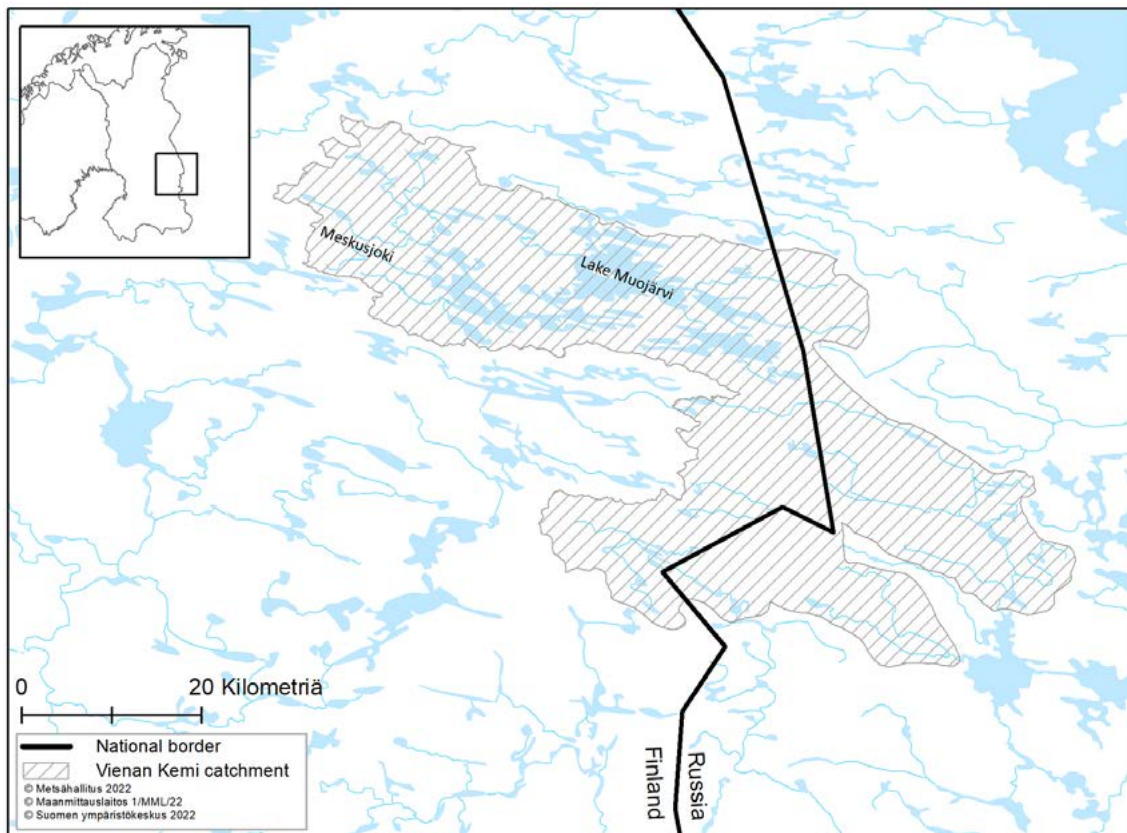 Meskusjoki
Lake Muojärvi
0 20 Kilometriä
National border
Vienan Kemi catchment
© Metsähallitus 2022
© Maanmittauslaitos 1/MML/22
© Suomen ympäristökeskus 2022
Finland
Russia